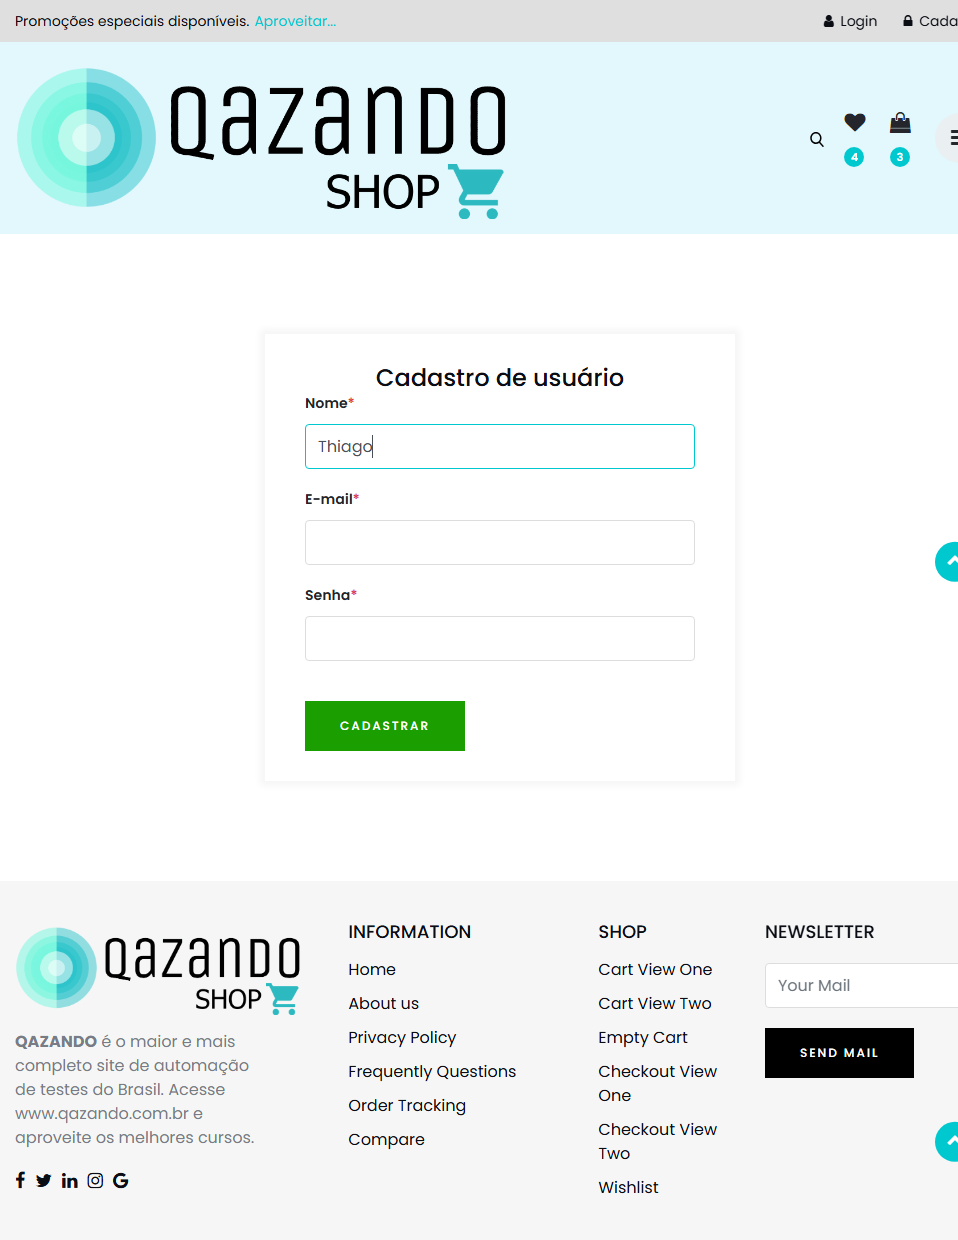 Promoções especiais disponíveis. Aproveitar...
Login
Cada
QAZANDO
SHOP
4
3
Cadastro de usuário
Nome*
Thiago
E-mail*
Senha*
CADASTRAR
QAZANDO
SHOP
QAZANDO é o maior e mais
completo site de automação
de testes do Brasil. Acesse
www.qazando.com.br e
aproveite os melhores cursos.
INFORMATION
Home
About us
Privacy Policy
Frequently Questions
Order Tracking
Compare
SHOP
Cart View One
Cart View Two
Empty Cart
Checkout View
One
Checkout View
Two
Wishlist
NEWSLETTER
Your Mail
SEND MAIL